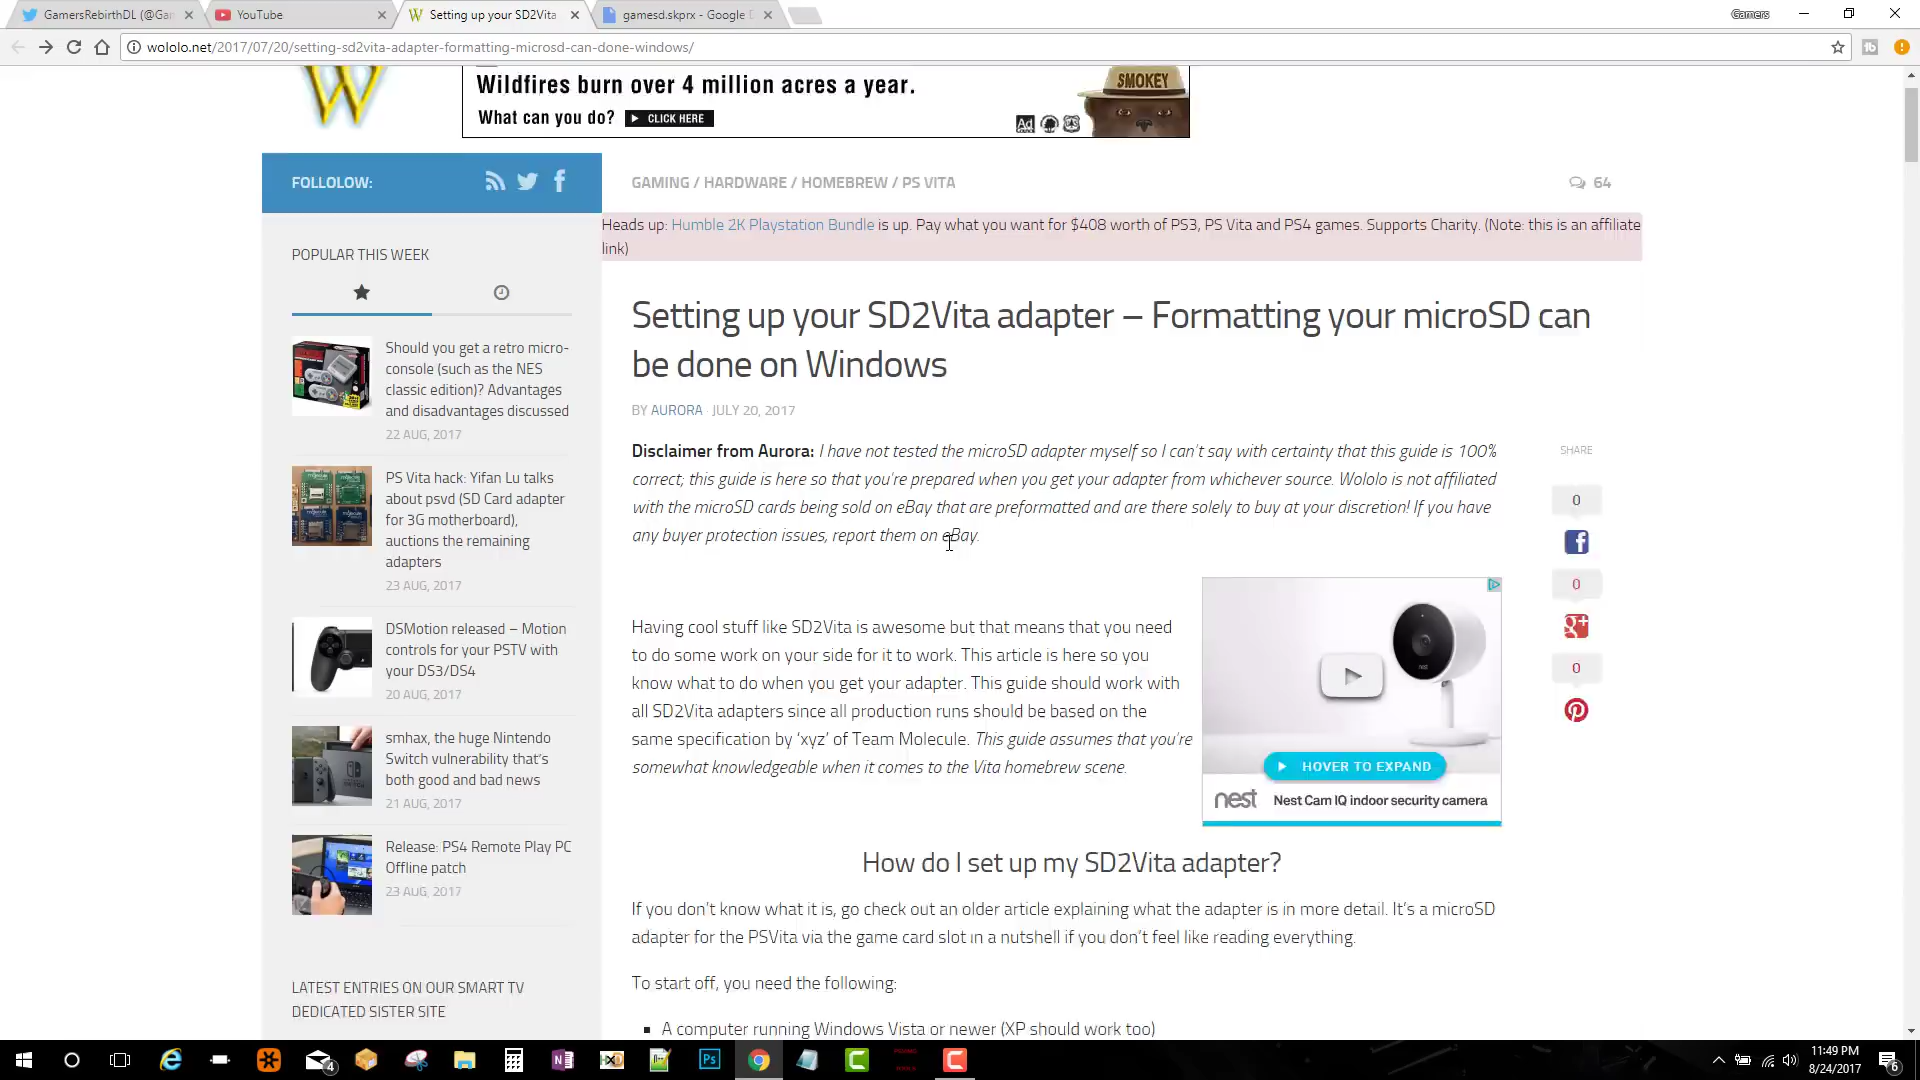 GamersRebirthDL (@Gam
YouTube
Setting up your SD2Vita
gamesd.skprx - Google D
Gamers
wololo.net/2017/07/20/setting-sd2vita-adapter-formatting-microsd-can-done-windows/
W
Wildfires burn over 4 million acres a year.
What can you do? CLICK HERE
SMOKEY
Ad
FOLLOLOW:
GAMING / HARDWARE / HOMEBREW / PS VITA
64
Heads up: Humble 2K Playstation Bundle is up. Pay what you want for $408 worth of PS3, PS Vita and PS4 games. Supports Charity. (Note: this is an affiliate
link)
POPULAR THIS WEEK
Should you get a retro micro-
console (such as the NES
classic edition)? Advantages
and disadvantages discussed
22 AUG, 2017
PS Vita hack: Yifan Lu talks
about psvd (SD Card adapter
for 3G motherboard),
auctions the remaining
adapters
23 AUG, 2017
DSMotion released – Motion
controls for your PSTV with
your DS3/DS4
20 AUG, 2017
smhax, the huge Nintendo
Switch vulnerability that's
both good and bad news
21 AUG, 2017
Release: PS4 Remote Play PC
Offline patch
23 AUG, 2017
LATEST ENTRIES ON OUR SMART TV
DEDICATED SISTER SITE
Setting up your SD2Vita adapter – Formatting your microSD can
be done on Windows
BY AURORA · JULY 20, 2017
Disclaimer from Aurora: I have not tested the microSD adapter myself so I can't say with certainty that this guide is 100%
correct; this guide is here so that you're prepared when you get your adapter from whichever source. Wololo is not affiliated
with the microSD cards being sold on eBay that are preformatted and are there solely to buy at your discretion! If you have
any buyer protection issues, report them on eBay.
Having cool stuff like SD2Vita is awesome but that means that you need
to do some work on your side for it to work. This article is here so you
know what to do when you get your adapter. This guide should work with
all SD2Vita adapters since all production runs should be based on the
same specification by 'xyz' of Team Molecule. This guide assumes that you're
somewhat knowledgeable when it comes to the Vita homebrew scene.
nest
HOVER TO EXPAND
nest Nest Cam IQ indoor security camera
SHARE
0
0
0
How do I set up my SD2Vita adapter?
If you don't know what it is, go check out an older article explaining what the adapter is in more detail. It's a microSD
adapter for the PSVita via the game card slot in a nutshell if you don't feel like reading everything.
To start off, you need the following:
A computer running Windows Vista or newer (XP should work too)
4
Ps
11:49 PM
8/24/2017
6